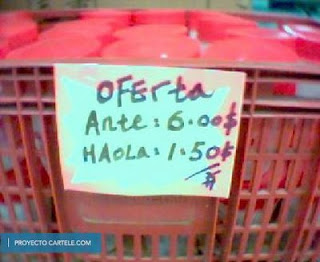 OFErta
Ante: 6.00$
HAOLA: 1.50$
$
PROYECTO CARTELE.COM